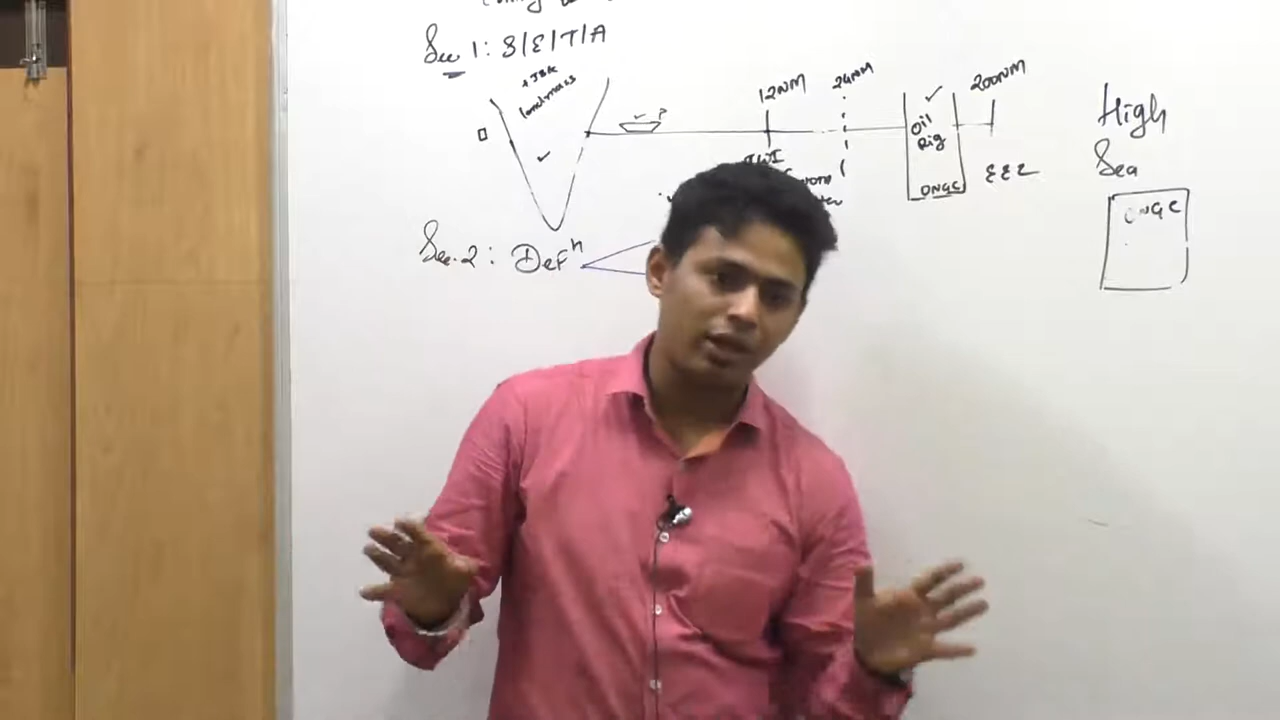 Sec 1: S/E/T/A
+ J&K
landmass
12NM
24NM
200NM
Oil
Rig
ONGC
EEZ
High
Sea
ONGC
Sec. 2: Defⁿ